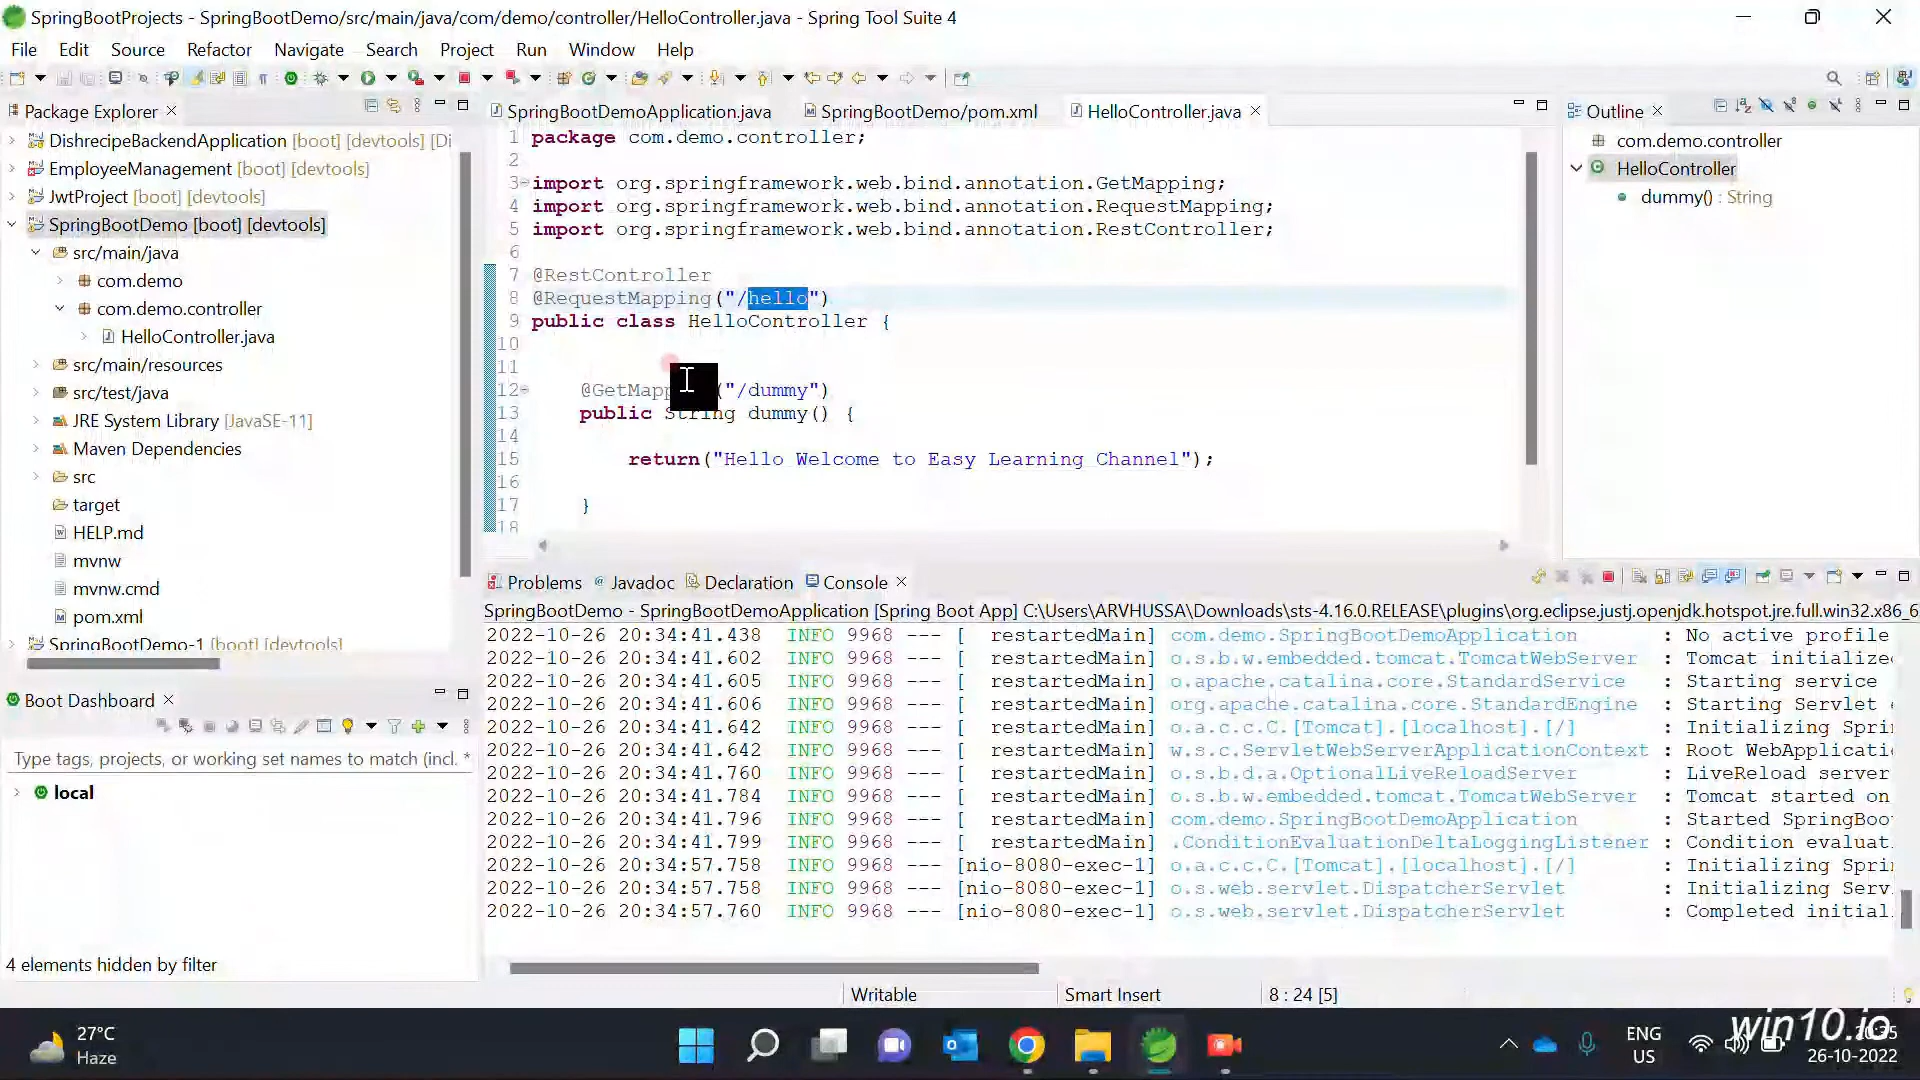 SpringBootProjects - SpringBootDemo/src/main/java/com/demo/controller/HelloController.java - Spring Tool Suite 4
File Edit Source Refactor Navigate Search Project Run Window Help
Package Explorer
DishrecipeBackendApplication [boot] [devtools] [Di
EmployeeManagement [boot] [devtools]
JwtProject [boot] [devtools]
SpringBootDemo [boot] [devtools]
src/main/java
com.demo
com.demo.controller
HelloController.java
src/main/resources
src/test/java
JRE System Library [JavaSE-11]
Maven Dependencies
src
target
HELP.md
mvnw
mvnw.cmd
pom.xml
SpringBootDemo-1 [boot] [devtools]
Boot Dashboard
Type tags, projects, or working set names to match (incl. *
local
4 elements hidden by filter
SpringBootDemoApplication.java SpringBootDemo/pom.xml HelloController.java
1 package com.demo.controller;
2
3 import org.springframework.web.bind.annotation.GetMapping;
4 import org.springframework.web.bind.annotation.RequestMapping;
5 import org.springframework.web.bind.annotation.RestController;
6
7 @RestController
8 @RequestMapping("/hello")
9 public class HelloController {
10
11
12 @GetMapp ("/dummy")
13 public String dummy() {
14
15 return("Hello Welcome to Easy Learning Channel");
16
17 }
18
Outline
com.demo.controller
HelloController
dummy() : String
Problems Javadoc Declaration Console
SpringBootDemo - SpringBootDemoApplication [Spring Boot App] C:\Users\ARVHUSSA\Downloads\sts-4.16.0.RELEASE\plugins\org.eclipse.justj.openjdk.hotspot.jre.full.win32.x86_6
2022-10-26 20:34:41.438 INFO 9968 --- [ restartedMain] com.demo.SpringBootDemoApplication : No active profile
2022-10-26 20:34:41.602 INFO 9968 --- [ restartedMain] o.s.b.w.embedded.tomcat.TomcatWebServer : Tomcat initialize
2022-10-26 20:34:41.605 INFO 9968 --- [ restartedMain] o.apache.catalina.core.StandardService : Starting service
2022-10-26 20:34:41.606 INFO 9968 --- [ restartedMain] org.apache.catalina.core.StandardEngine : Starting Servlet
2022-10-26 20:34:41.642 INFO 9968 --- [ restartedMain] o.a.c.c.C.[Tomcat].[localhost].[/] : Initializing Spri
2022-10-26 20:34:41.642 INFO 9968 --- [ restartedMain] w.s.c.ServletWebServerApplicationContext : Root WebApplicati
2022-10-26 20:34:41.760 INFO 9968 --- [ restartedMain] o.s.b.d.a.OptionalLiveReloadServer : LiveReload server
2022-10-26 20:34:41.784 INFO 9968 --- [ restartedMain] o.s.b.w.embedded.tomcat.TomcatWebServer : Tomcat started on
2022-10-26 20:34:41.796 INFO 9968 --- [ restartedMain] com.demo.SpringBootDemoApplication : Started SpringBoo
2022-10-26 20:34:41.799 INFO 9968 --- [ restartedMain] .ConditionEvaluationDeltaLoggingListener : Condition evaluat
2022-10-26 20:34:57.758 INFO 9968 --- [nio-8080-exec-1] o.a.c.c.C.[Tomcat].[localhost].[/] : Initializing Spri
2022-10-26 20:34:57.758 INFO 9968 --- [nio-8080-exec-1] o.s.web.servlet.DispatcherServlet : Initializing Serv
2022-10-26 20:34:57.760 INFO 9968 --- [nio-8080-exec-1] o.s.web.servlet.DispatcherServlet : Completed initial
Writable Smart Insert 8 : 24 [5]
27°C
Haze
ENG
US
win10.io
26-10-2022